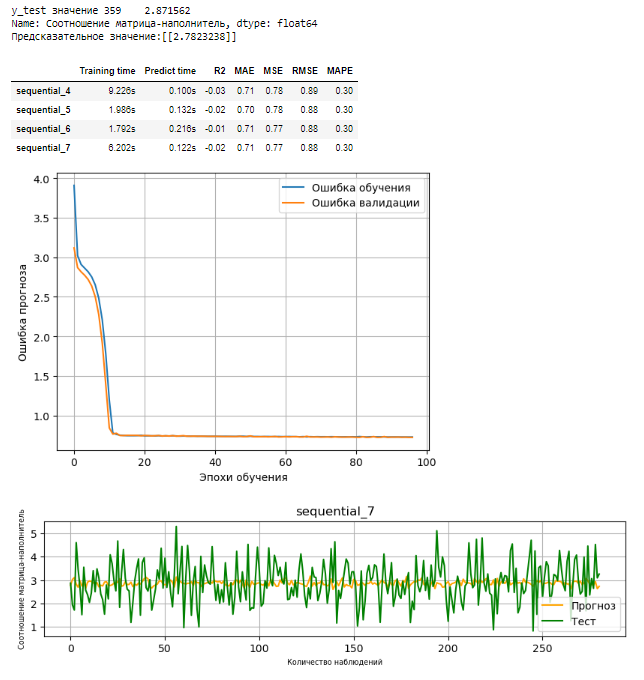 y_test значение 359    2.871562
Name: Соотношение матрица-наполнитель, dtype: float64
Предсказательное значение:[[2.7823238]]
Training time Predict time R2 MAE MSE RMSE MAPE
sequential_4 9.226s 0.100s -0.03 0.71 0.78 0.89 0.30
sequential_5 1.986s 0.132s -0.02 0.70 0.78 0.88 0.30
sequential_6 1.792s 0.216s -0.01 0.71 0.77 0.88 0.30
sequential_7 6.202s 0.122s -0.02 0.71 0.77 0.88 0.30
Ошибка прогноза
4.0
3.5
3.0
2.5
2.0
1.5
1.0
Ошибка обучения
Ошибка валидации
0 20 40 60 80 100
Эпохи обучения
sequential_7
Соотношение матрица-наполнитель
5
4
3
2
1
Прогноз
Тест
0 50 100 150 200 250
Количество наблюдений